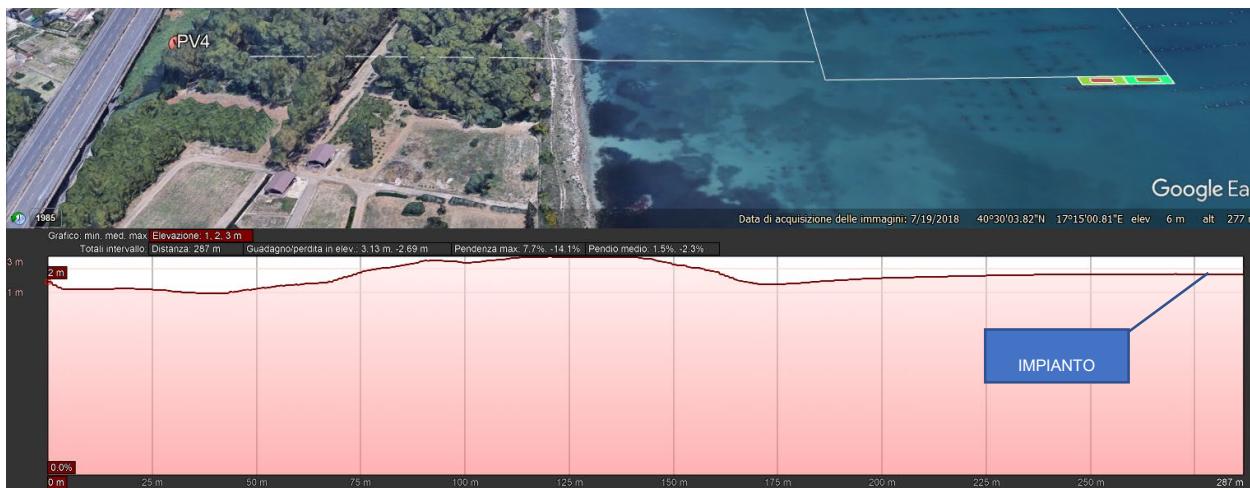 PV4
Google Ea
1985
Data di acquisizione delle immagini: 7/19/2018 40°30'03.82"N 17°15'00.81"E elev 6 m alt 277 m
Grafico: min. med. max Elevazione: 1, 2, 3 m
Totali intervallo: Distanza: 287 m Guadagno/perdita in elev.: 3.13 m, -2.69 m Pendenza max: 7.7%, -14.1% Pendio medio: 1.5%, -2.3%
3 m
2 m
1 m
IMPIANTO
0.0%
0 m 25 m 50 m 75 m 100 m 125 m 150 m 175 m 200 m 225 m 250 m 287 m